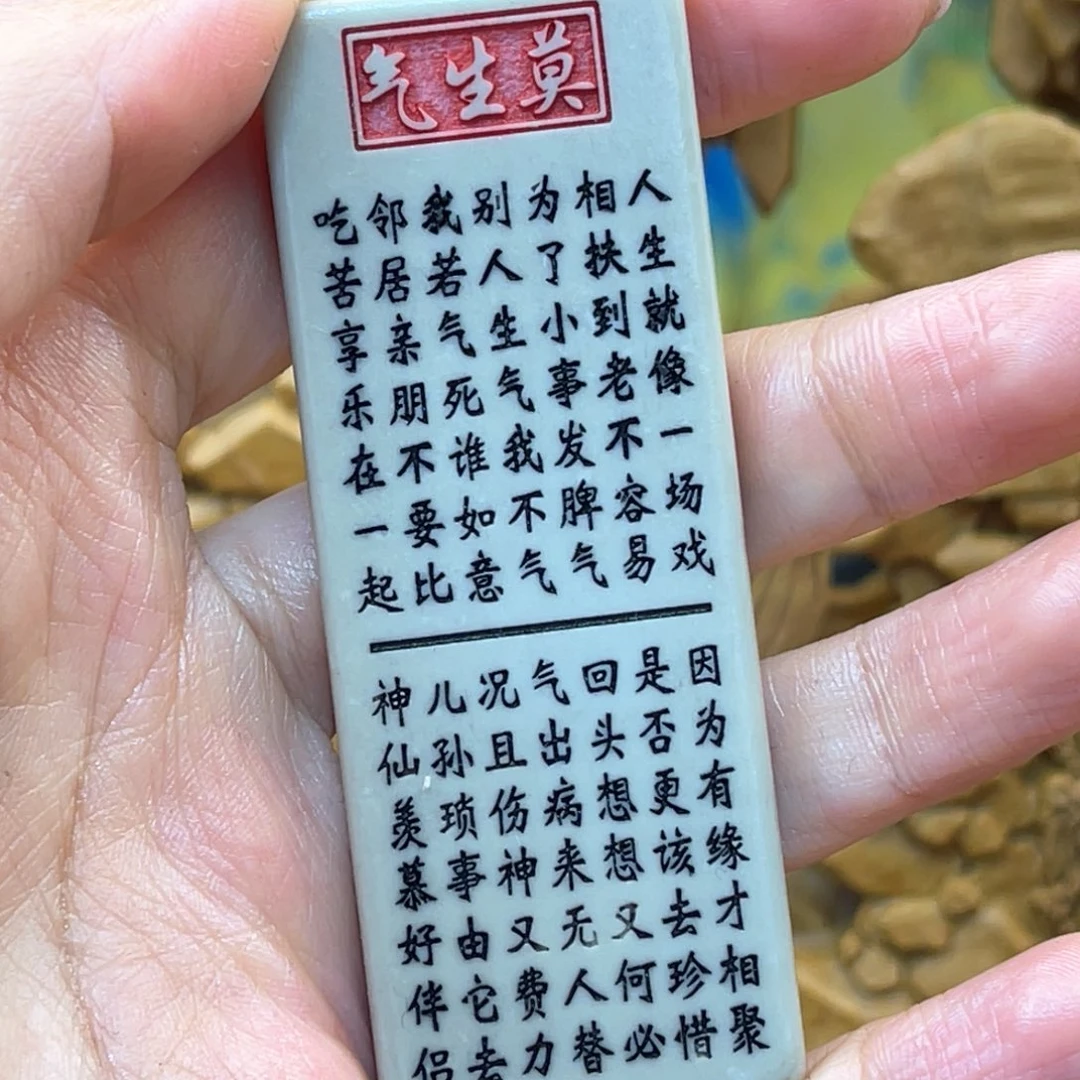 莫生气
人生就像一场戏
因为有缘才相聚
相扶到老不容易
是否更该去珍惜
为了小事发脾气
回头想想又何必
别人生气我不气
气出病来无人替
我若气死谁如意
况且伤神又费力
邻居亲朋不要比
儿孙琐事由它去
吃苦享乐在一起
神仙羡慕好伴侣